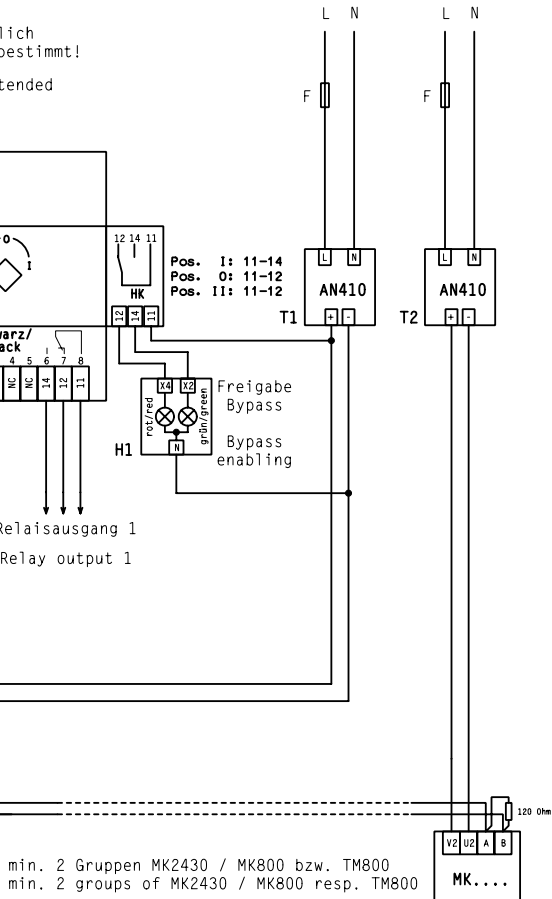 L N L N
lich
bestimmt!
tended
F F
O
I
12 14 11
HK
Pos. I: 11-14
Pos. O: 11-12
Pos. II: 11-12
L N
AN410
L N
AN410
12 14 11
T1 + -
T2 + -
warz/
ack
4 5 6 7 8
NC NC 14 12 11
X4 X2
rot/red
grün/green
N
H1
Freigabe
Bypass
Bypass
enabling
Relaisausgang 1
Relay output 1
120 Ohm
V2 U2 A B
MK....
min. 2 Gruppen MK2430 / MK800 bzw. TM800
min. 2 groups of MK2430 / MK800 resp. TM800